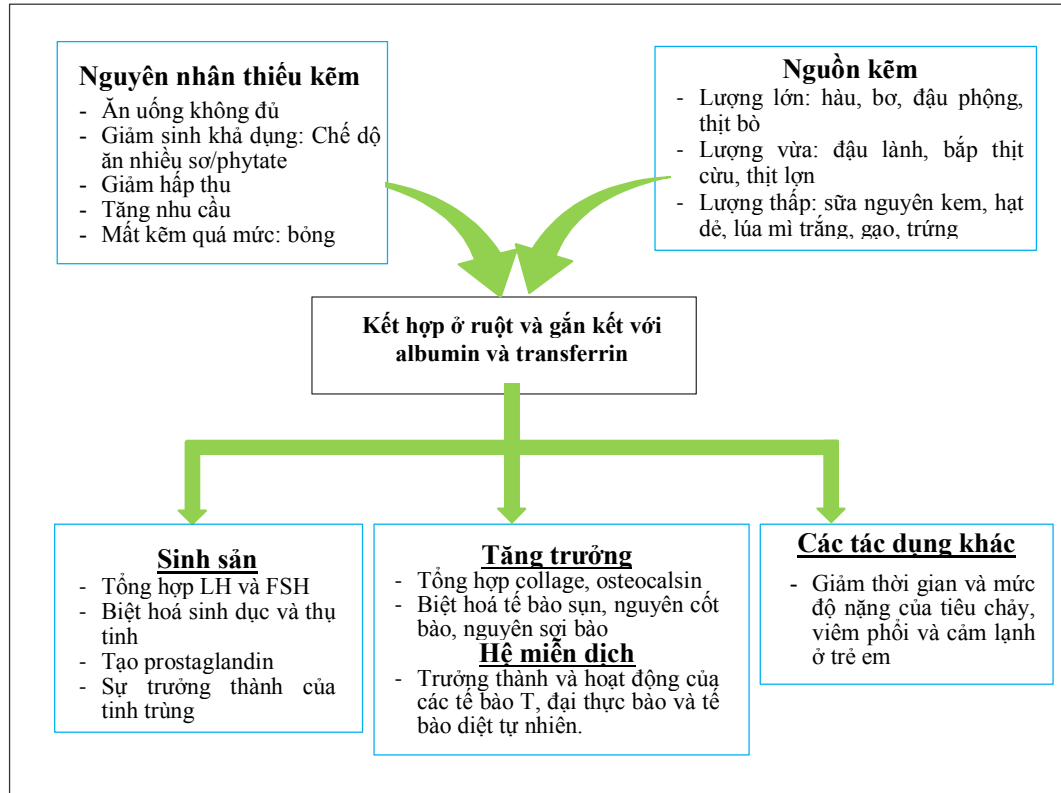 Nguyên nhân thiếu kẽm
- Ăn uống không đủ
- Giảm sinh khả dụng: Chế dộ
ăn nhiều sơ/phytate
- Giảm hấp thu
- Tăng nhu cầu
- Mất kẽm quá mức: bỏng
Nguồn kẽm
- Lượng lớn: hàu, bơ, đậu phộng,
thịt bò
- Lượng vừa: đậu lành, bắp thịt
cừu, thịt lợn
- Lượng thấp: sữa nguyên kem, hạt
dẻ, lúa mì trắng, gạo, trứng
Kết hợp ở ruột và gắn kết với
albumin và transferrin
Sinh sản
- Tổng hợp LH và FSH
- Biệt hoá sinh dục và thụ
tinh
- Tạo prostaglandin
- Sự trưởng thành của
tinh trùng
Tăng trưởng
- Tổng hợp collage, osteocalsin
- Biệt hoá tế bào sụn, nguyên cốt
bào, nguyên sợi bào
Hệ miễn dịch
- Trưởng thành và hoạt động của
các tế bào T, đại thực bào và tế
bào diệt tự nhiên.
Các tác dụng khác
- Giảm thời gian và mức
độ nặng của tiêu chảy,
viêm phổi và cảm lạnh
ở trẻ em